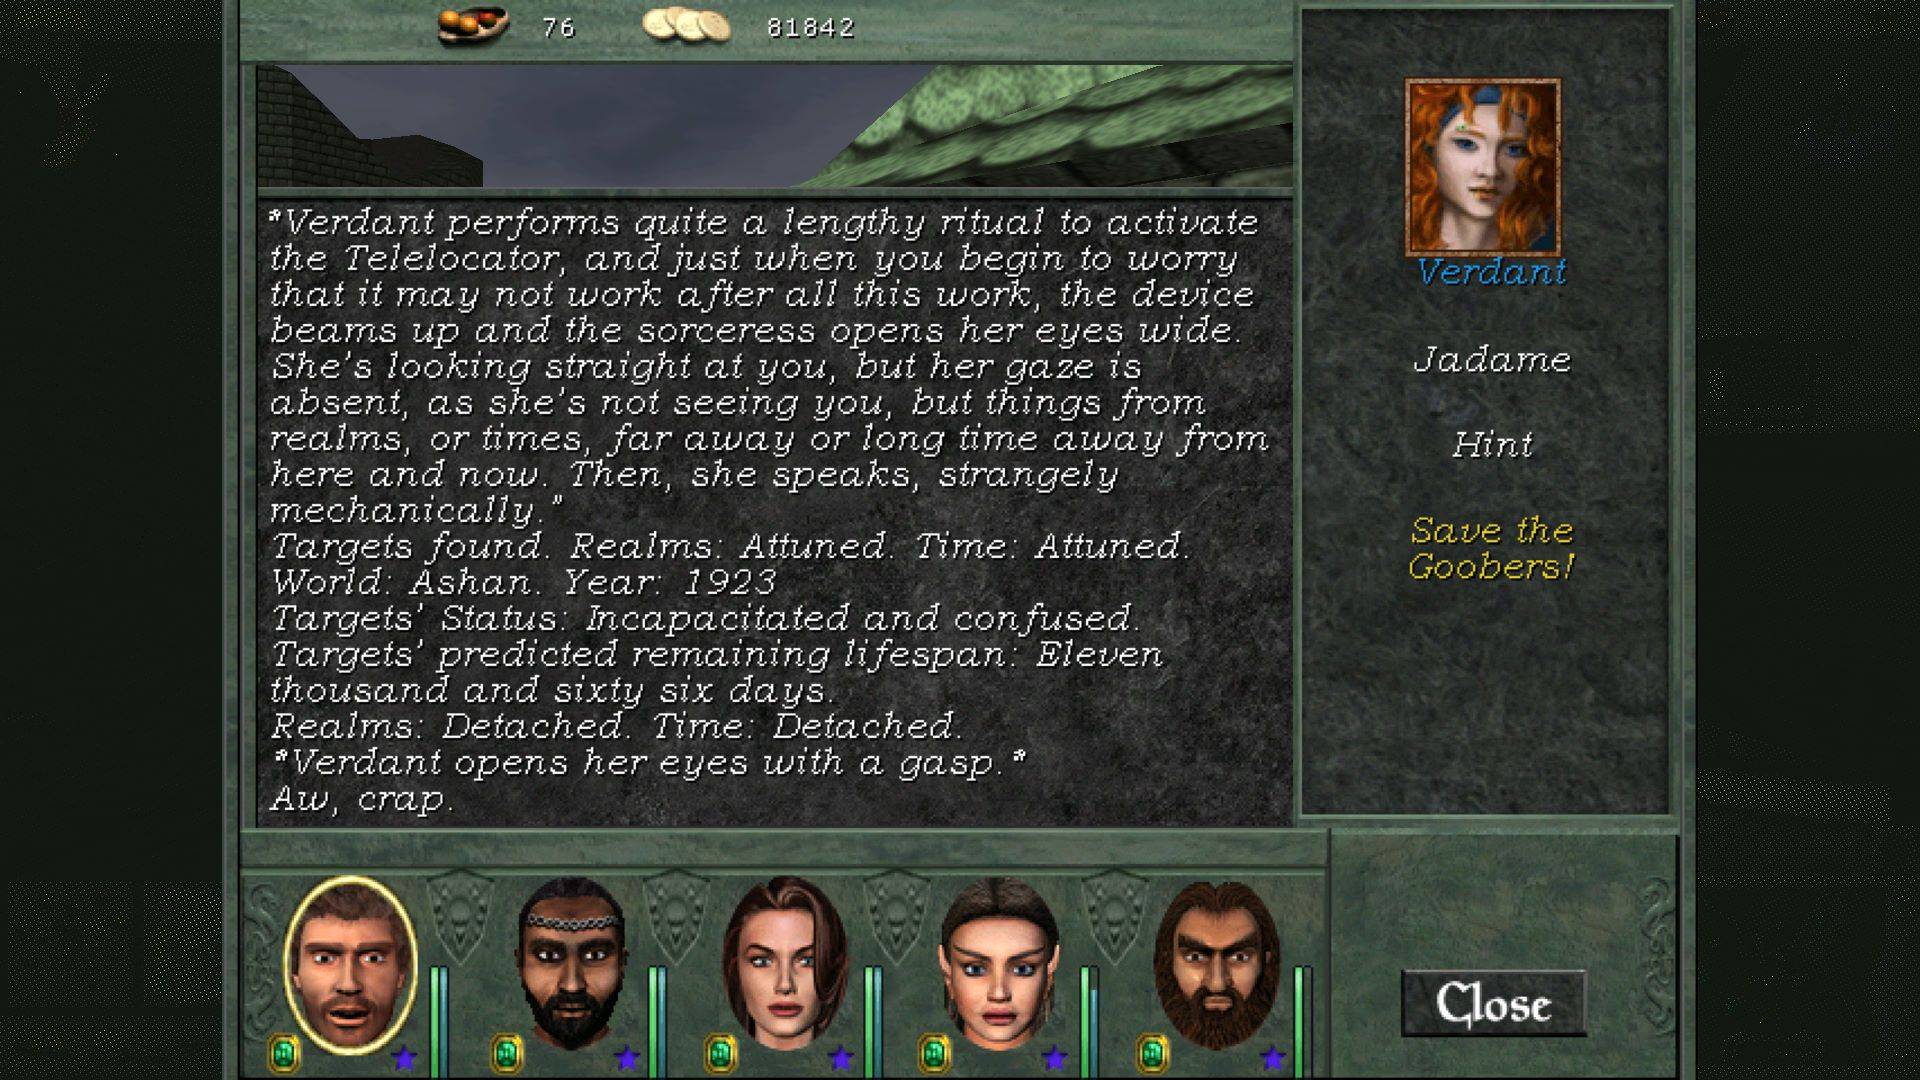 76 81842
*Verdant performs quite a lengthy ritual to activate
the Telelocator, and just when you begin to worry
that it may not work after all this work, the device
beams up and the sorceress opens her eyes wide.
She's looking straight at you, but her gaze is
absent, as she's not seeing you, but things from
realms, or times, far away or long time away from
here and now. Then, she speaks, strangely
mechanically."
Targets found. Realms: Attuned. Time: Attuned.
World: Ashan. Year: 1923
Targets' Status: Incapacitated and confused.
Targets' predicted remaining lifespan: Eleven
thousand and sixty six days.
Realms: Detached. Time: Detached.
*Verdant opens her eyes with a gasp.*
Aw, crap.
Verdant
Jadame
Hint
Save the
Goobers!
Close